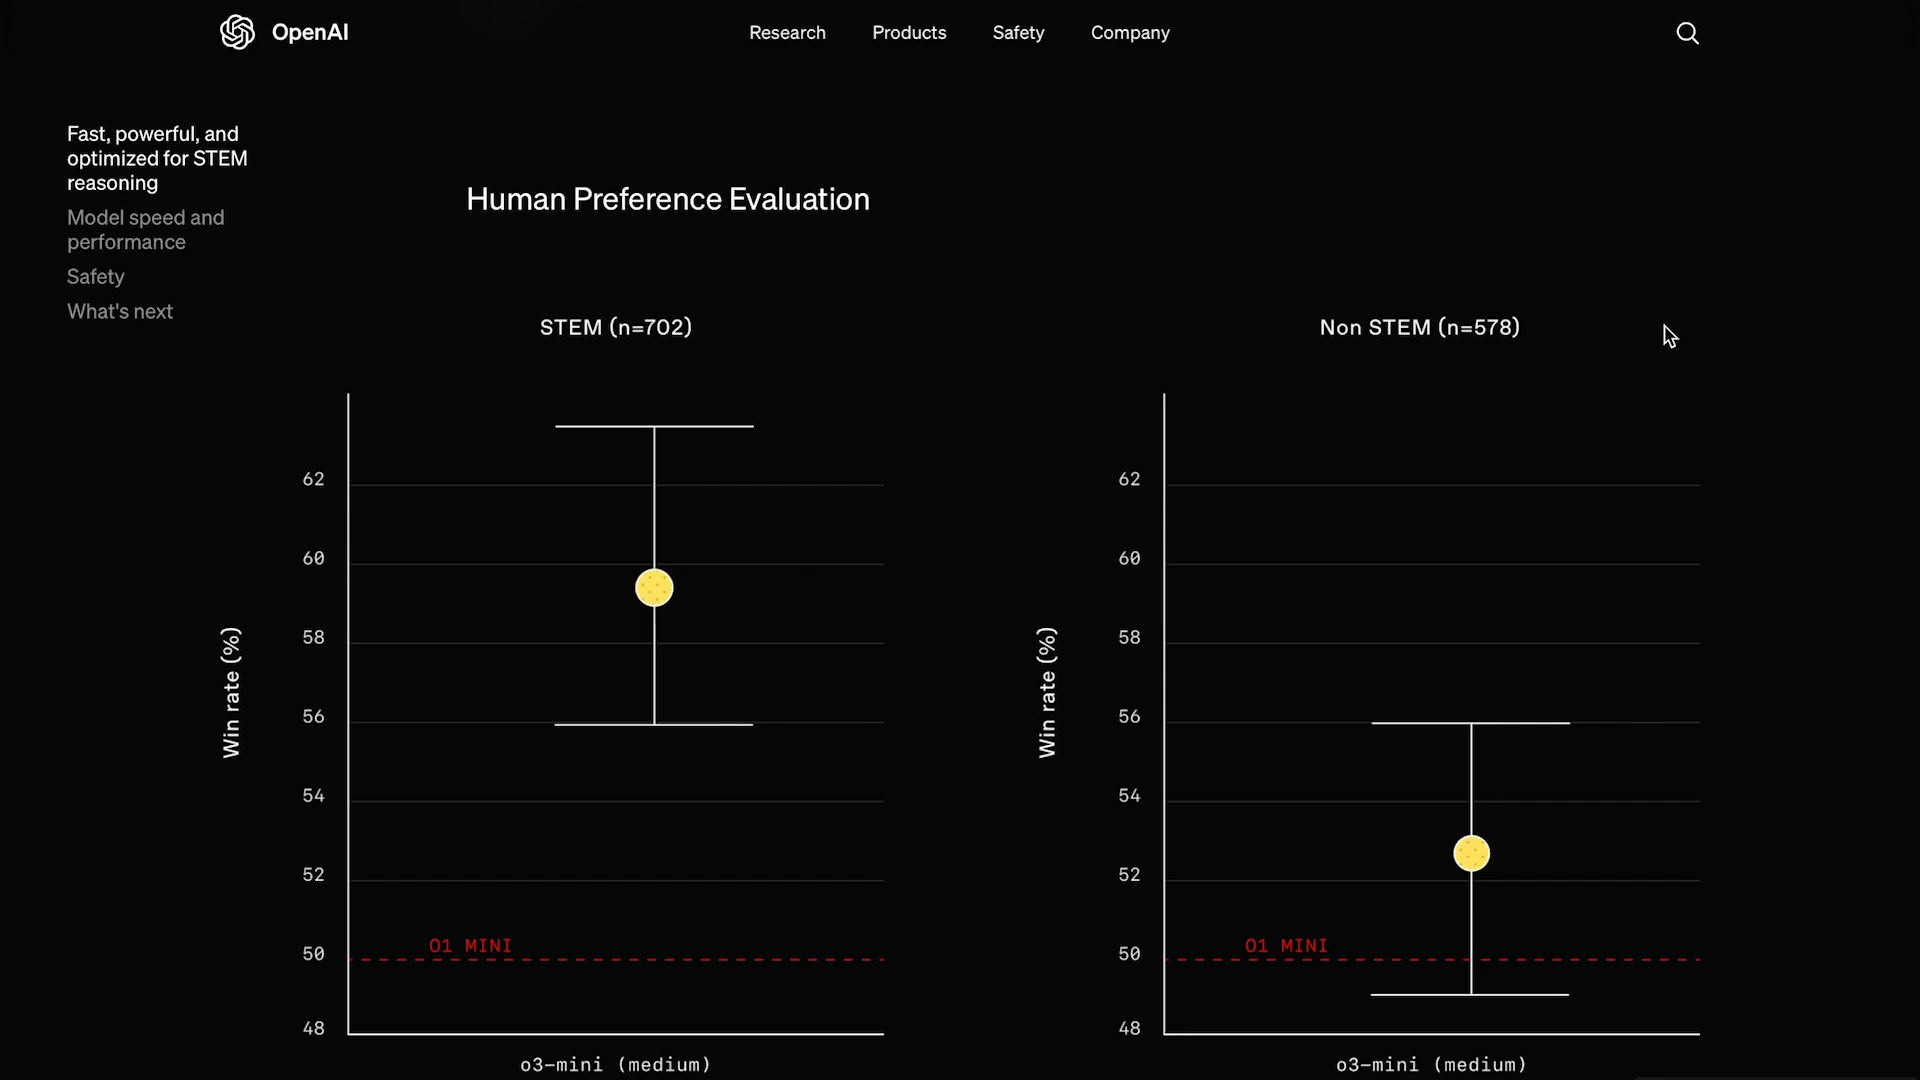 OpenAI
Research
Products
Safety
Company
Fast, powerful, and
optimized for STEM
reasoning
Model speed and
performance
Safety
What's next
Human Preference Evaluation
STEM (n=702)
Win rate (%)
62
60
58
56
54
52
50
48
O1 MINI
o3-mini (medium)
Non STEM (n=578)
Win rate (%)
62
60
58
56
54
52
50
48
O1 MINI
o3-mini (medium)